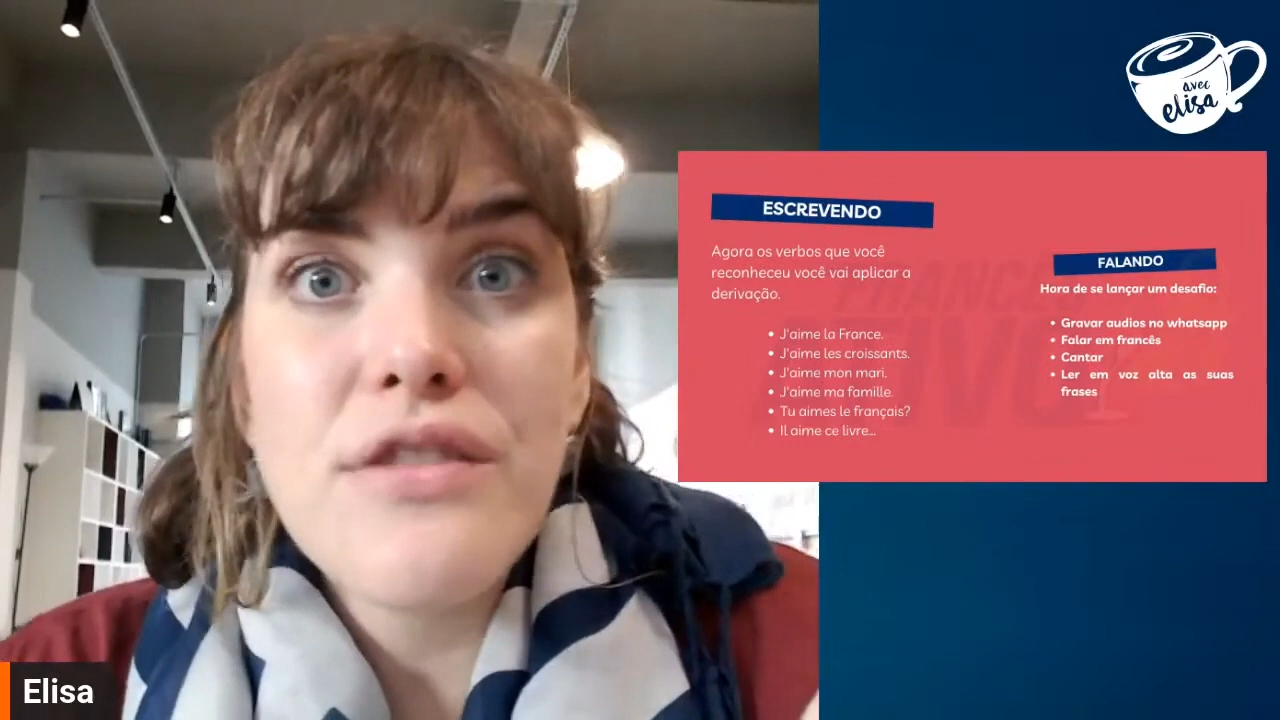 avec
elisa
ESCREVENDO
Agora os verbos que você
reconheceu você vai aplicar a
derivação.
• J'aime la France.
• J'aime les croissants.
• J'aime mon mari.
• J'aime ma famille.
• Tu aimes le français?
• Il aime ce livre...
FALANDO
Hora de se lançar um desafio:
• Gravar audios no whatsapp
• Falar em francês
• Cantar
• Ler em voz alta as suas
frases
Elisa